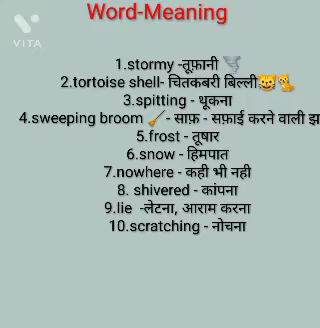 Word-Meaning
VITA
1.stormy -तूफ़ानी
2.tortoise shell- चितकबरी बिल्ली
3.spitting - थूकना
4.sweeping broom - साफ़ - सफ़ाई करने वाली झ
5.frost - तूषार
6.snow - हिमपात
7.nowhere - कही भी नही
8. shivered - कांपना
9.lie -लेटना, आराम करना
10.scratching - नोचना